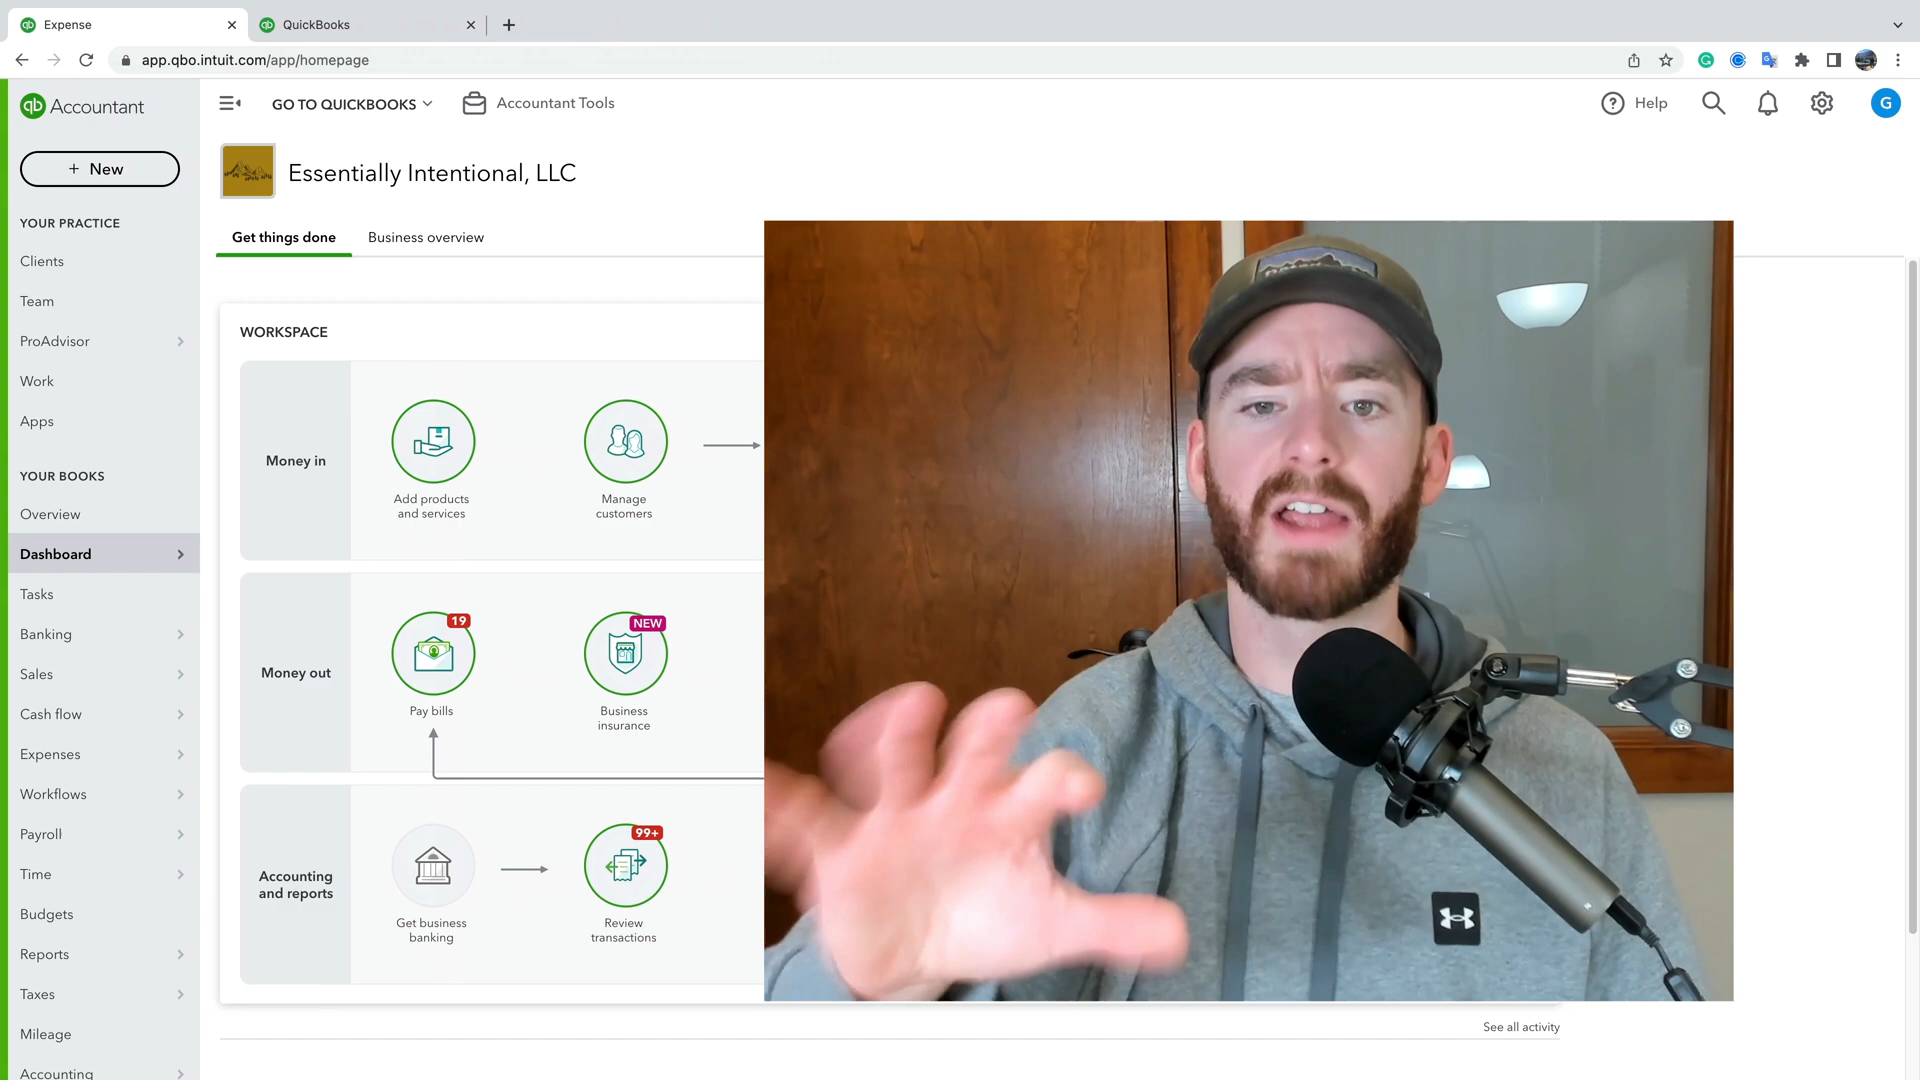 Expense
QuickBooks
app.qbo.intuit.com/app/homepage
qb Accountant
GO TO QUICKBOOKS
Accountant Tools
Help
G
+ New
Essentially Intentional, LLC
YOUR PRACTICE
Clients
Team
ProAdvisor
Work
Apps
YOUR BOOKS
Overview
Dashboard
Tasks
Banking
Sales
Cash flow
Expenses
Workflows
Payroll
Time
Budgets
Reports
Taxes
Mileage
Accounting
Get things done
Business overview
WORKSPACE
Money in
Add products
and services
Manage
customers
Money out
19
Pay bills
NEW
Business
insurance
Accounting
and reports
Get business
banking
99+
Review
transactions
See all activity